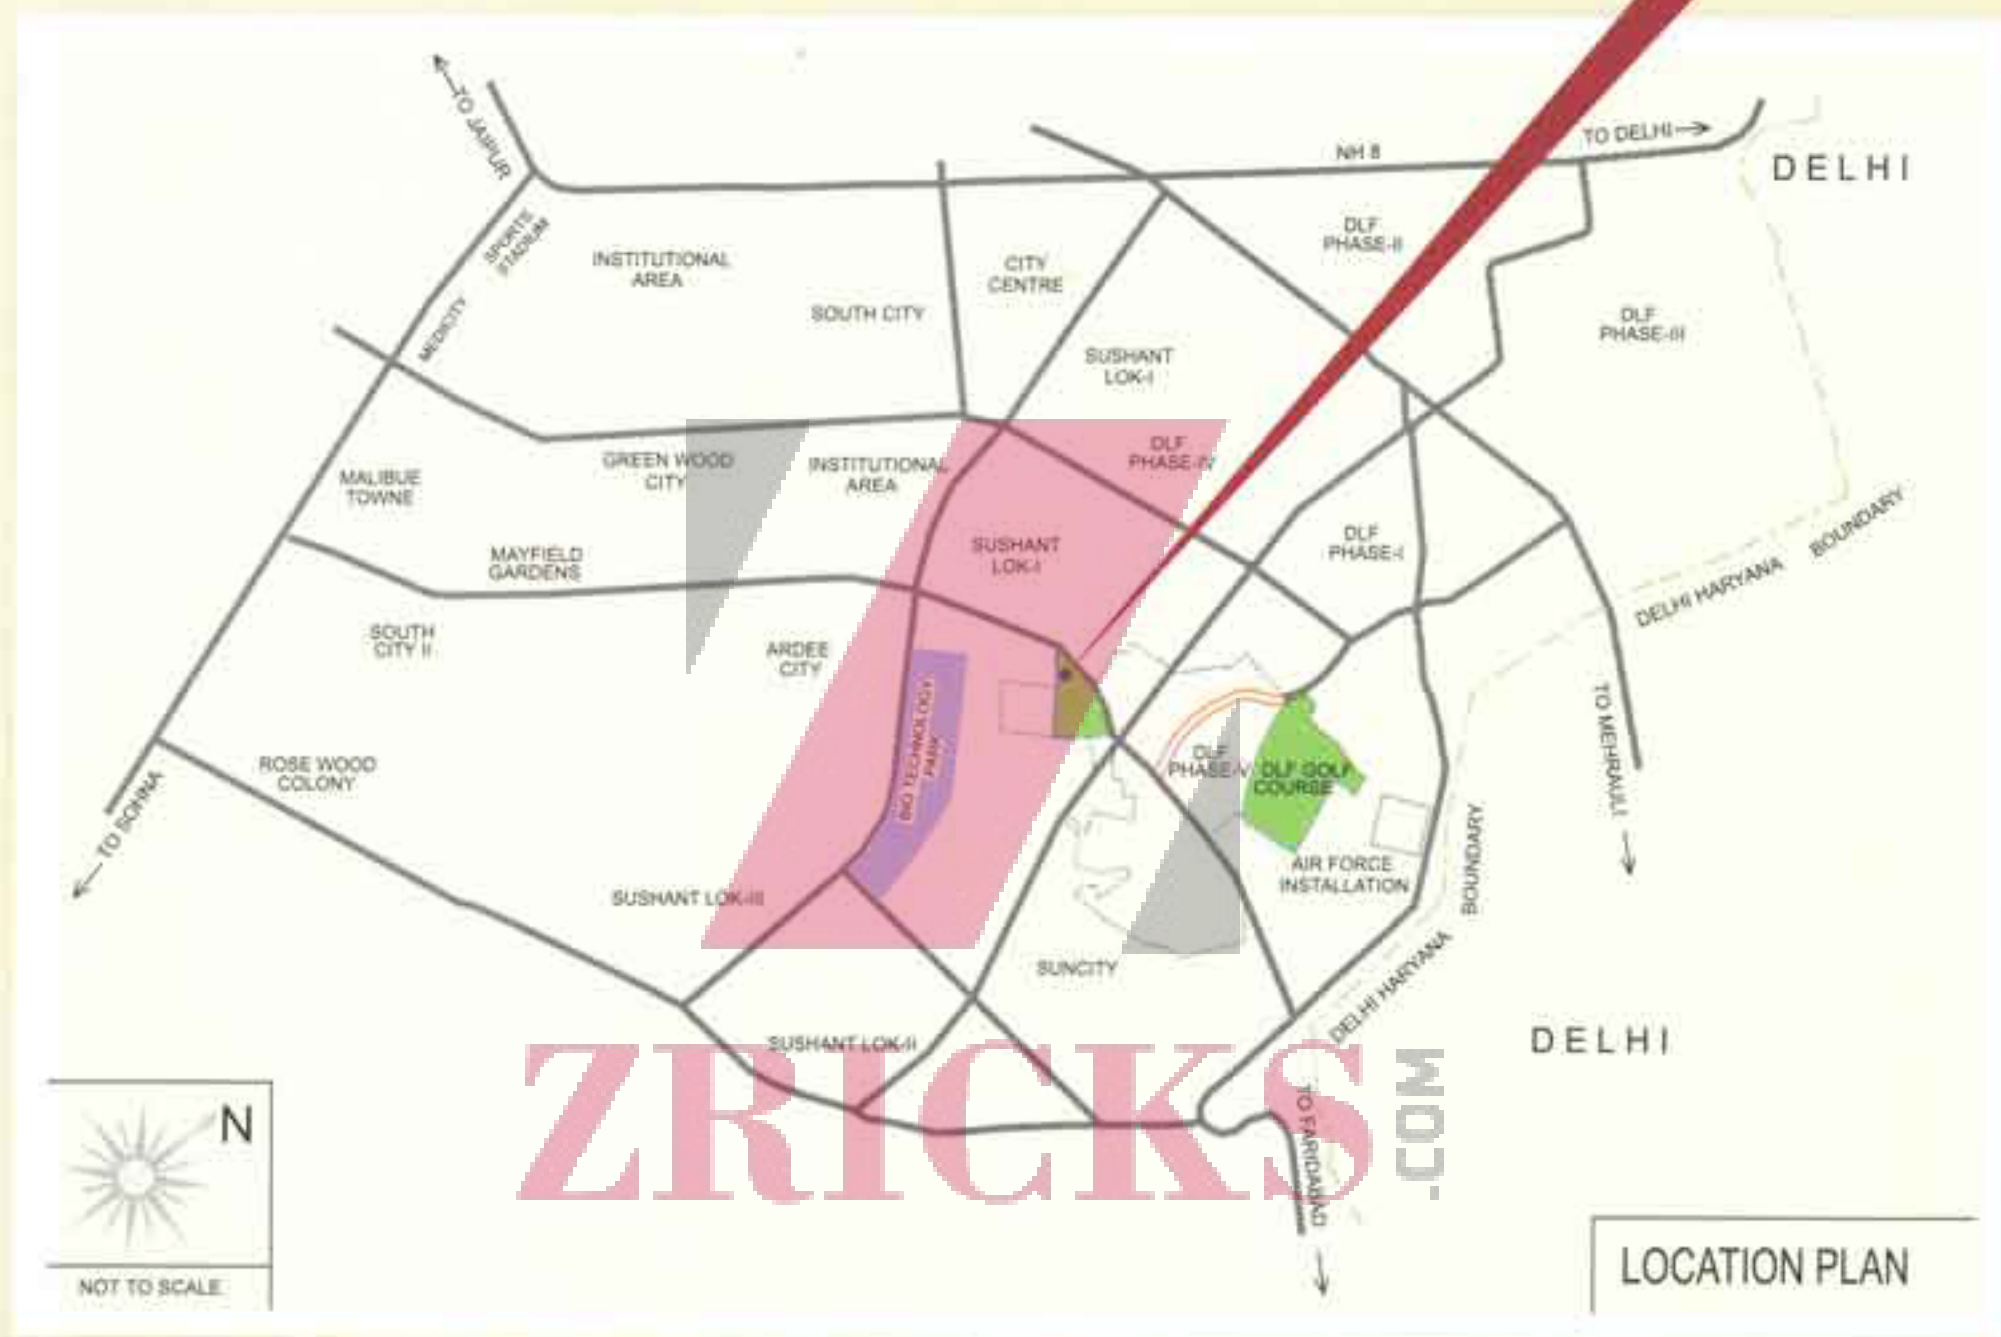 TO JAIPUR
NH 8
TO DELHI
DELHI
SPORTS
STADIUM
MEDICITY
INSTITUTIONAL
AREA
SOUTH CITY
CITY
CENTRE
DLF
PHASE-II
DLF
PHASE-III
SUSHANT
LOK-I
MALIBUE
TOWNE
GREEN WOOD
CITY
INSTITUTIONAL
AREA
DLF
PHASE-IV
MAYFIELD
GARDENS
SUSHANT
LOK-I
DLF
PHASE-I
DELHI HARYANA BOUNDARY
SOUTH
CITY II
ARDEE
CITY
BIO TECHNOLOGY
PARK
TO MEHRAULI
ROSE WOOD
COLONY
TO SOHNA
DLF
PHASE-V
DLF GOLF
COURSE
AIR FORCE
INSTALLATION
SUSHANT LOK-III
SUNCITY
DELHI HARYANA BOUNDARY
SUSHANT LOK-II
DELHI
ZRICKS
.COM
TO FARIDABAD
N
NOT TO SCALE
LOCATION PLAN